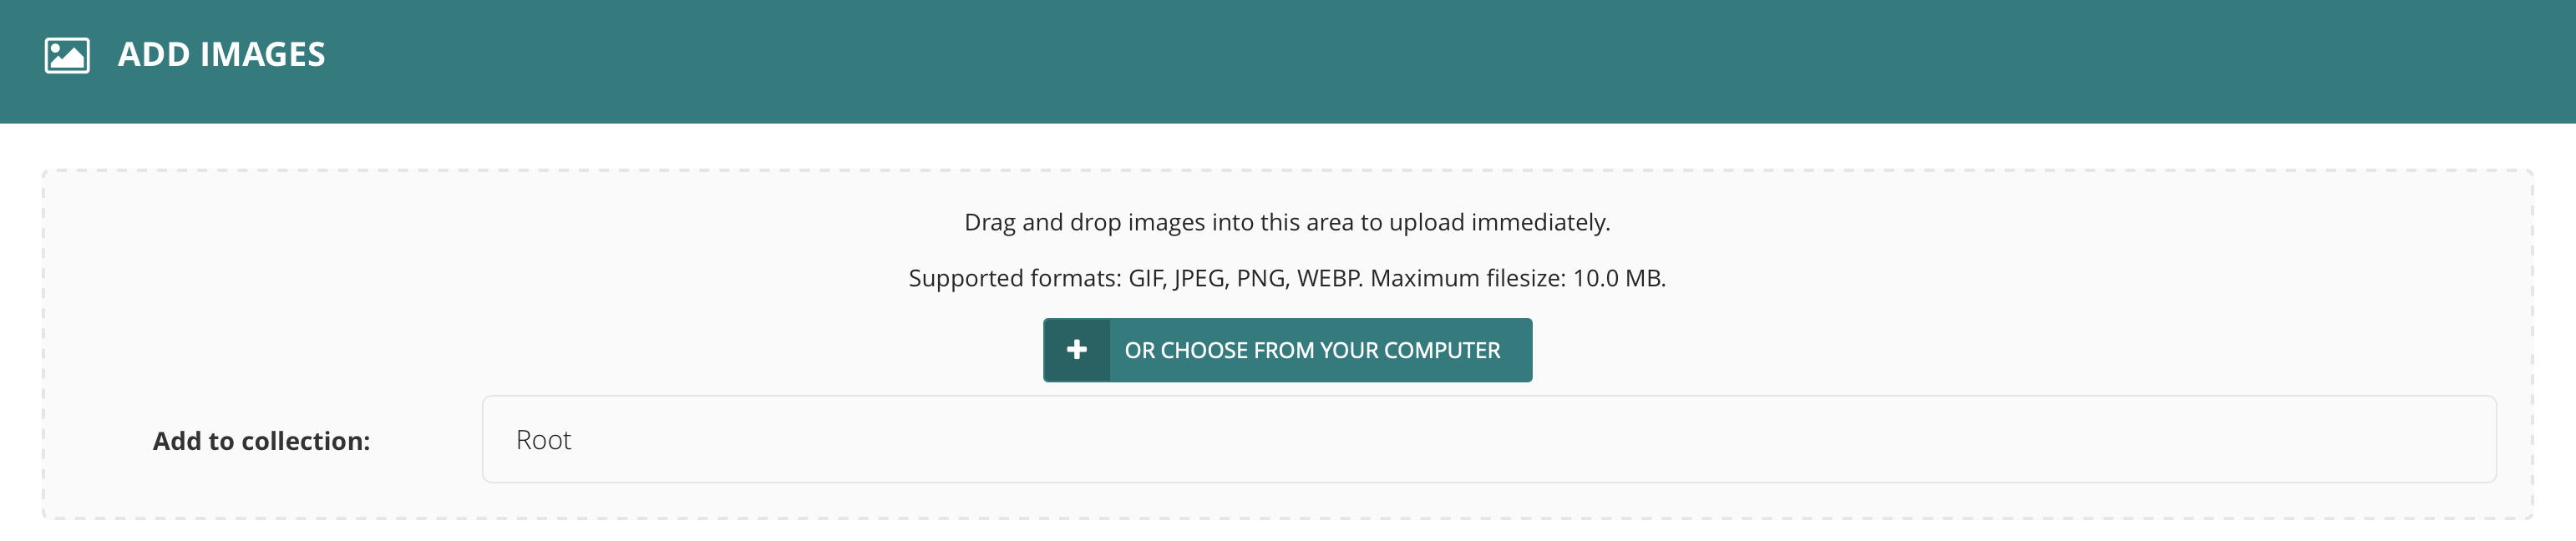 ADD IMAGES
Drag and drop images into this area to upload immediately.
Supported formats: GIF, JPEG, PNG, WEBP. Maximum filesize: 10.0 MB.
OR CHOOSE FROM YOUR COMPUTER
Add to collection:
Root